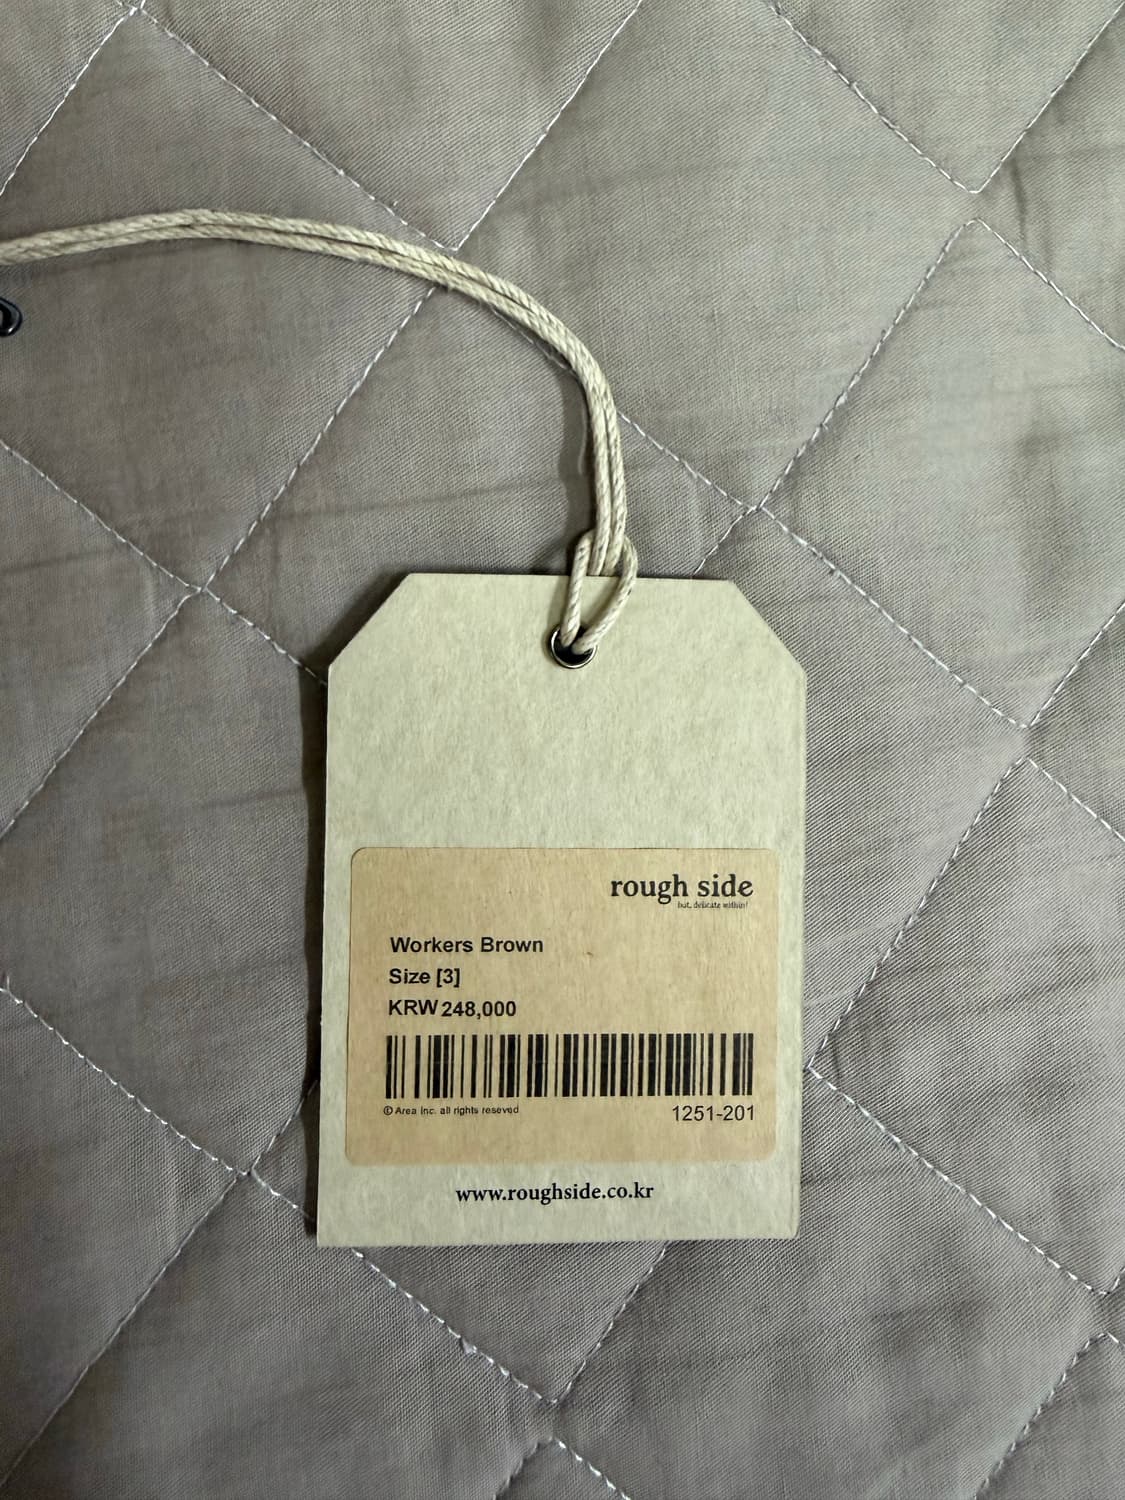 rough side
but, delicate within!
Workers Brown
Size [3]
KRW 248,000
© Area Inc. all rights reseved
1251-201
www.roughside.co.kr